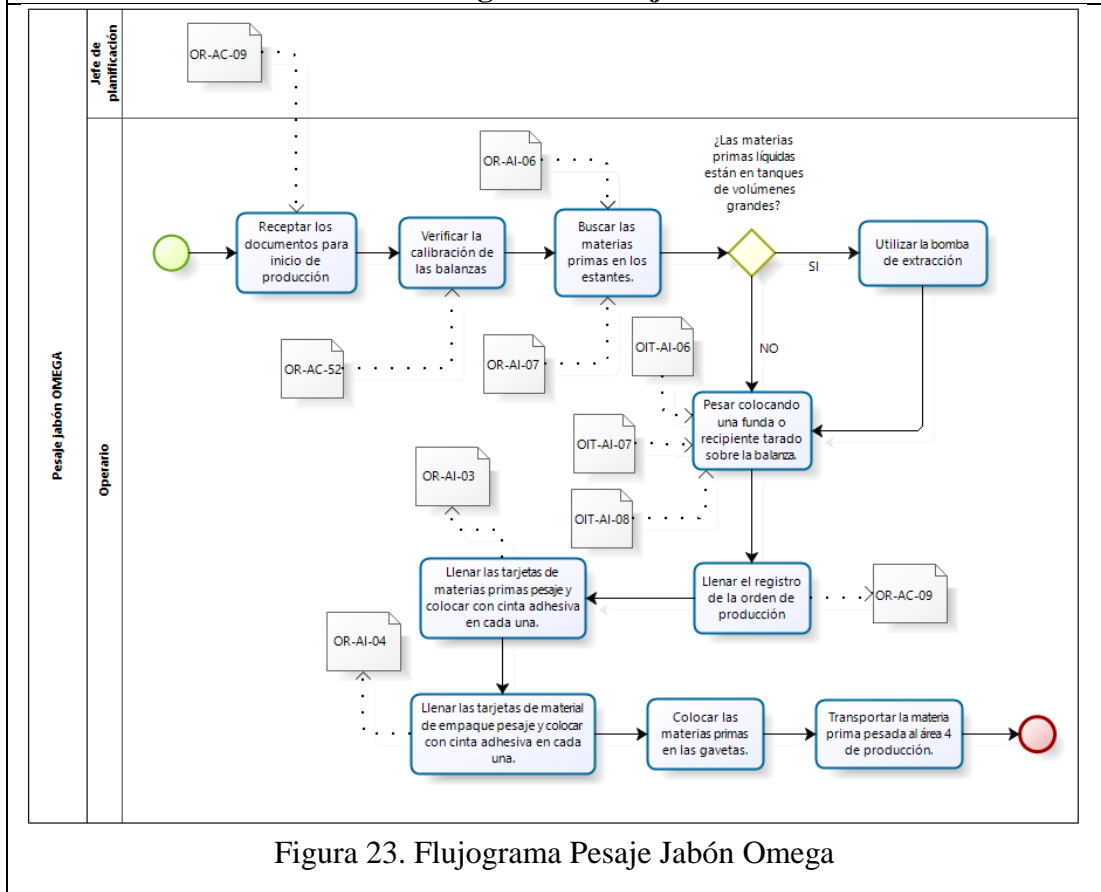 Jefe de
planificación
OR-AC-09
Pesaje jabón OMEGA
Operario
OR-AI-06
¿Las materias
primas líquidas
están en tanques
de volúmenes
grandes?
Receptar los
documentos para
inicio de
producción
Verificar la
calibración de
las balanzas
Buscar las
materias
primas en los
estantes.
SI
Utilizar la bomba
de extracción
OR-AC-52
OR-AI-07
OIT-AI-06
NO
Pesar colocando
una funda o
recipiente tarado
sobre la balanza.
OIT-AI-07
OIT-AI-08
OR-AI-03
Llenar el registro
de la orden de
producción
OR-AC-09
Llenar las tarjetas de
materias primas pesaje y
colocar con cinta adhesiva
en cada una.
OR-AI-04
Llenar las tarjetas de material
de empaque pesaje y colocar
con cinta adhesiva en cada
una.
Colocar las
materias primas
en las gavetas.
Transportar la materia
prima pesada al área 4
de producción.
Figura 23. Flujograma Pesaje Jabón Omega